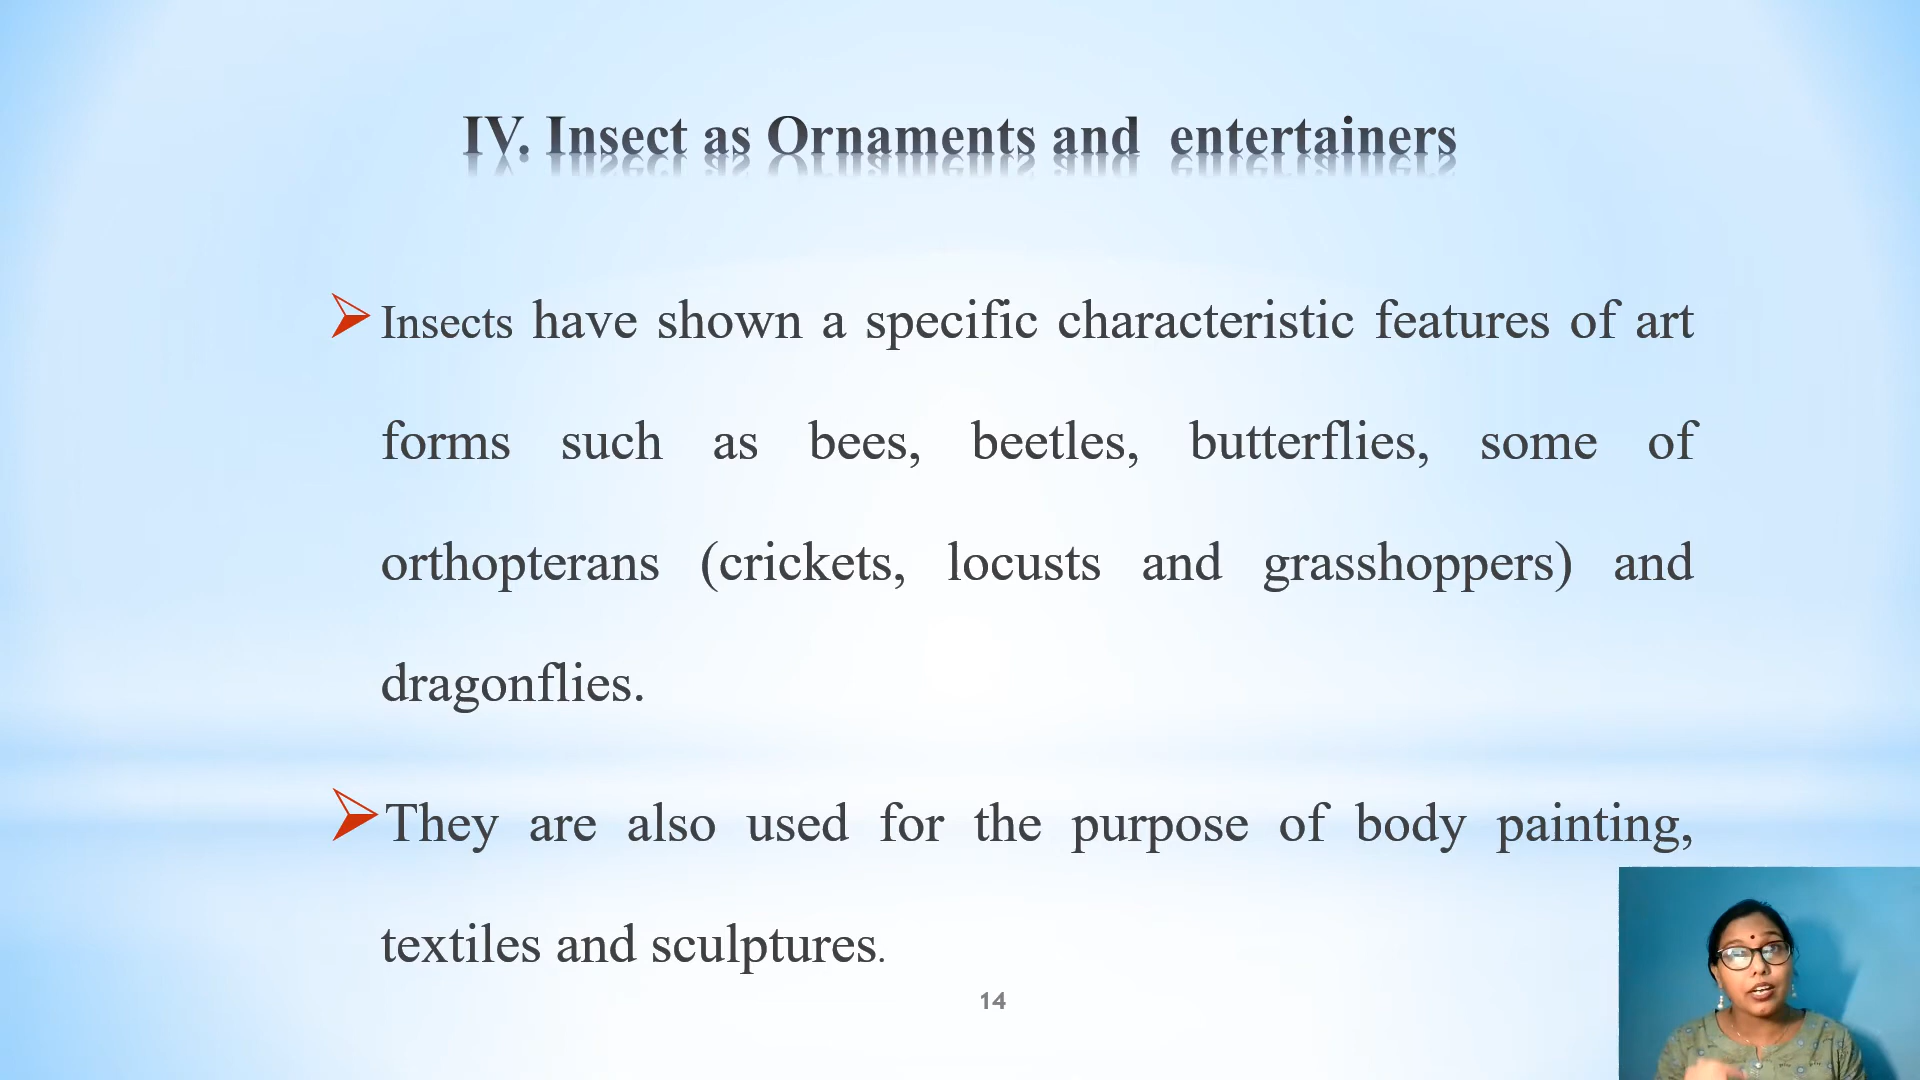 IV. Insect as Ornaments and entertainers
Insects have shown a specific characteristic features of art
forms such as bees, beetles, butterflies, some of
orthopterans (crickets, locusts and grasshoppers) and
dragonflies.
They are also used for the purpose of body painting,
textiles and sculptures.
14